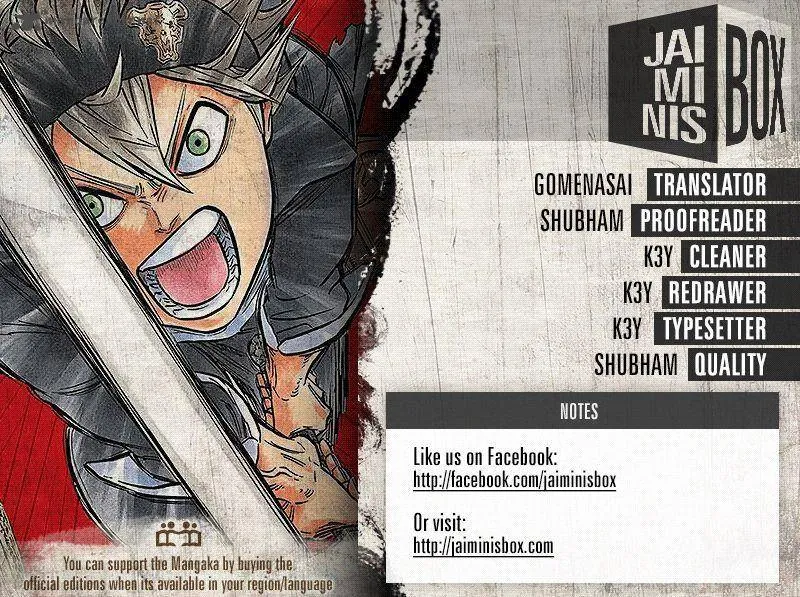 JAI
MI
NIS
BOX
GOMENASAI TRANSLATOR
SHUBHAM PROOFREADER
K3Y CLEANER
K3Y REDRAWER
K3Y TYPESETTER
SHUBHAM QUALITY
NOTES
Like us on Facebook:
http://facebook.com/jaiminisbox
Or visit:
http://jaiminisbox.com
You can support the Mangaka by buying the
official editions when its available in your region/language